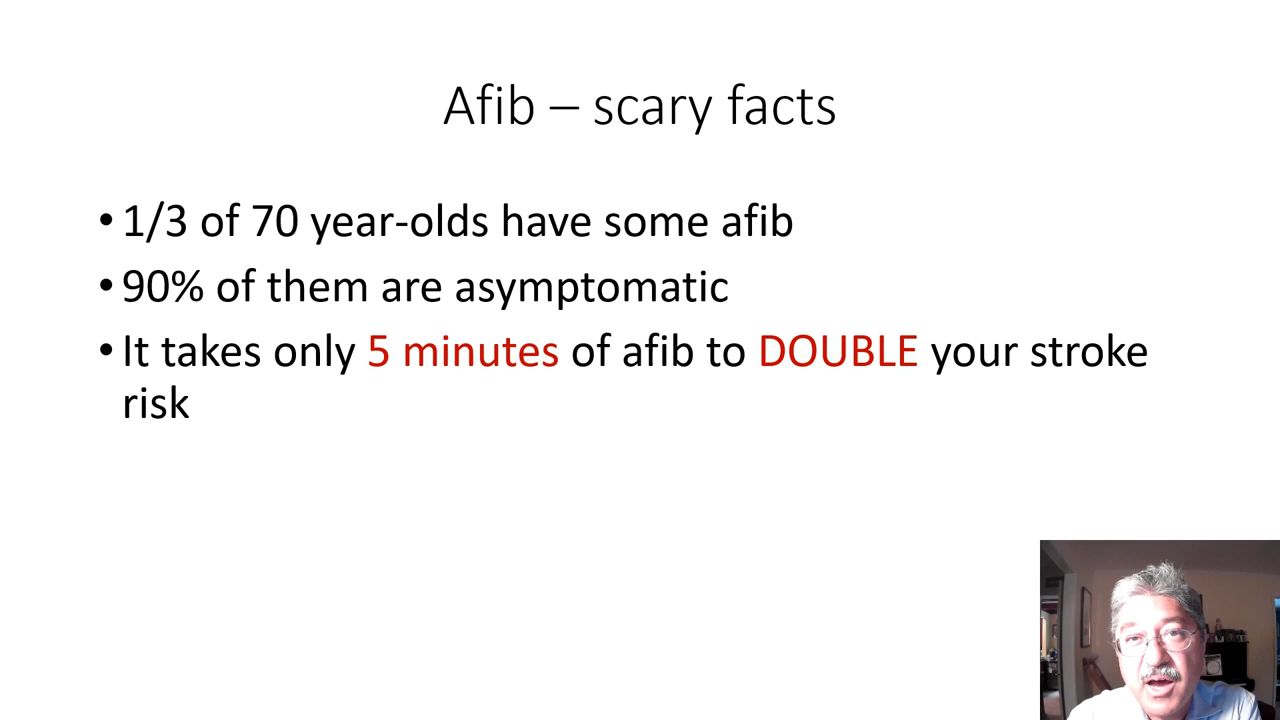 Afib – scary facts
• 1/3 of 70 year-olds have some afib
• 90% of them are asymptomatic
• It takes only 5 minutes of afib to DOUBLE your stroke
risk